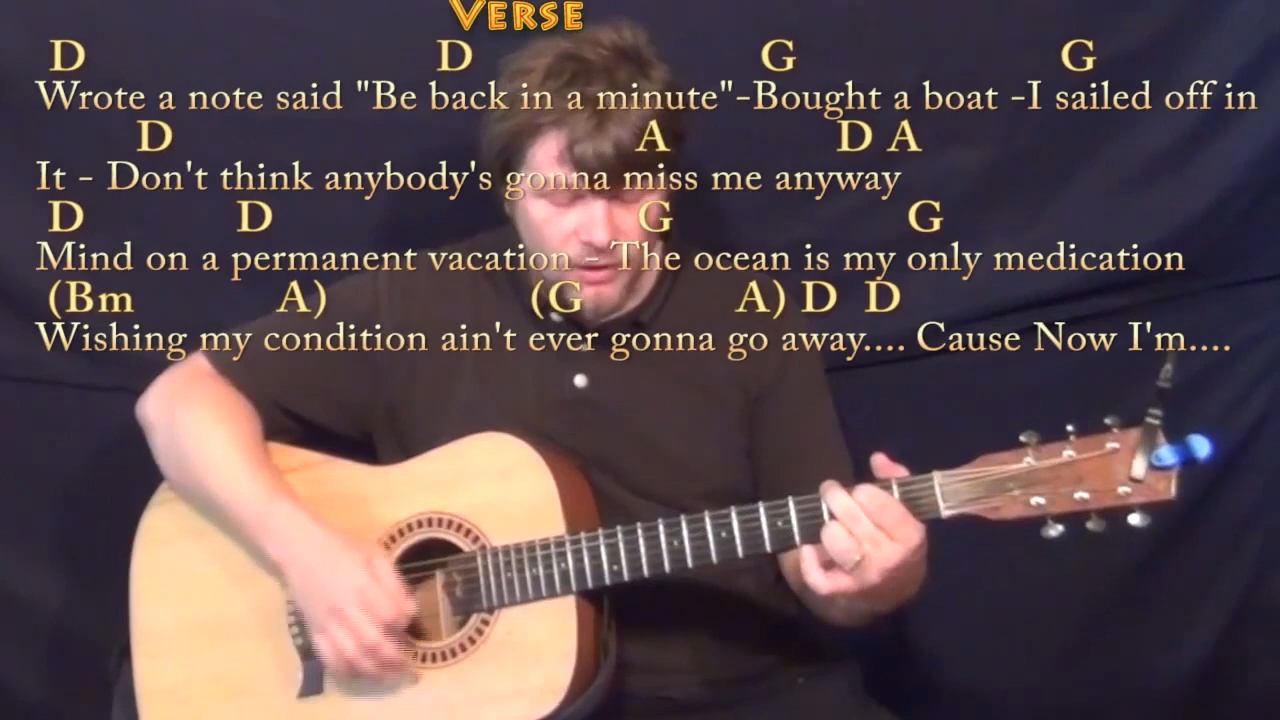 VERSE
D D G G
Wrote a note said "Be back in a minute"-Bought a boat -I sailed off in
D A D A
It - Don't think anybody's gonna miss me anyway
D D G G
Mind on a permanent vacation - The ocean is my only medication
(Bm A) (G A) D D
Wishing my condition ain't ever gonna go away.... Cause Now I'm....